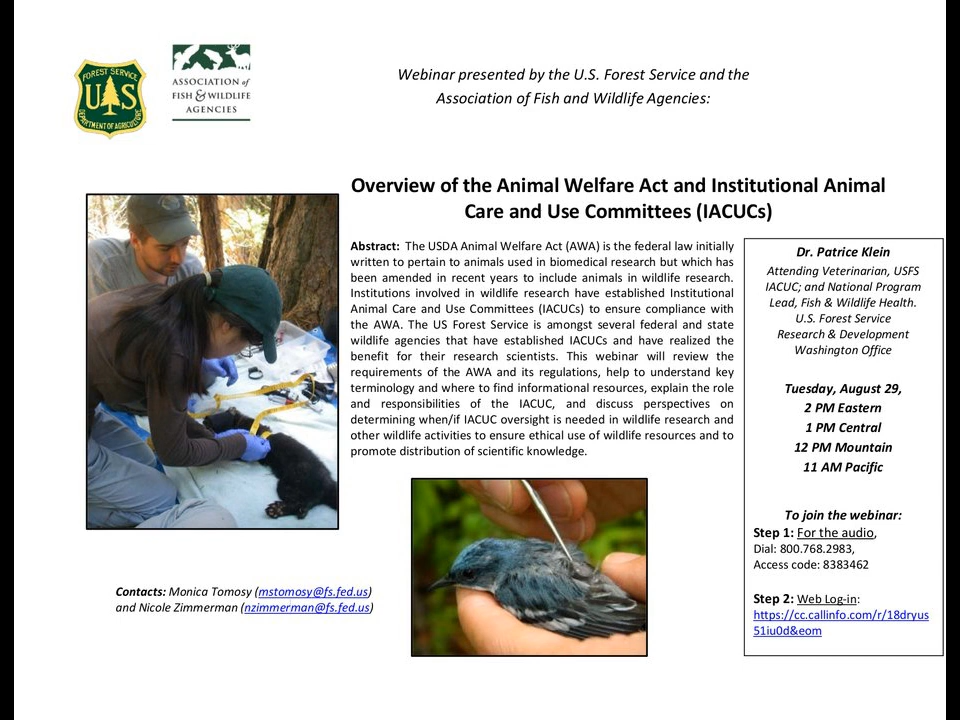 FOREST SERVICE
U S
DEPARTMENT OF AGRICULTURE
ASSOCIATION of
FISH & WILDLIFE
AGENCIES
Webinar presented by the U.S. Forest Service and the
Association of Fish and Wildlife Agencies:
Overview of the Animal Welfare Act and Institutional Animal
Care and Use Committees (IACUCs)
Abstract: The USDA Animal Welfare Act (AWA) is the federal law initially
written to pertain to animals used in biomedical research but which has
been amended in recent years to include animals in wildlife research.
Institutions involved in wildlife research have established Institutional
Animal Care and Use Committees (IACUCs) to ensure compliance with
the AWA. The US Forest Service is amongst several federal and state
wildlife agencies that have established IACUCs and have realized the
benefit for their research scientists. This webinar will review the
requirements of the AWA and its regulations, help to understand key
terminology and where to find informational resources, explain the role
and responsibilities of the IACUC, and discuss perspectives on
determining when/if IACUC oversight is needed in wildlife research and
other wildlife activities to ensure ethical use of wildlife resources and to
promote distribution of scientific knowledge.
Dr. Patrice Klein
Attending Veterinarian, USFS
IACUC; and National Program
Lead, Fish & Wildlife Health.
U.S. Forest Service
Research & Development
Washington Office
Tuesday, August 29,
2 PM Eastern
1 PM Central
12 PM Mountain
11 AM Pacific
To join the webinar:
Step 1: For the audio,
Dial: 800.768.2983,
Access code: 8383462
Step 2: Web Log-in:
https://cc.callinfo.com/r/18dryus
51iu0d&eom
Contacts: Monica Tomosy (mstomosy@fs.fed.us)
and Nicole Zimmerman (nzimmerman@fs.fed.us)